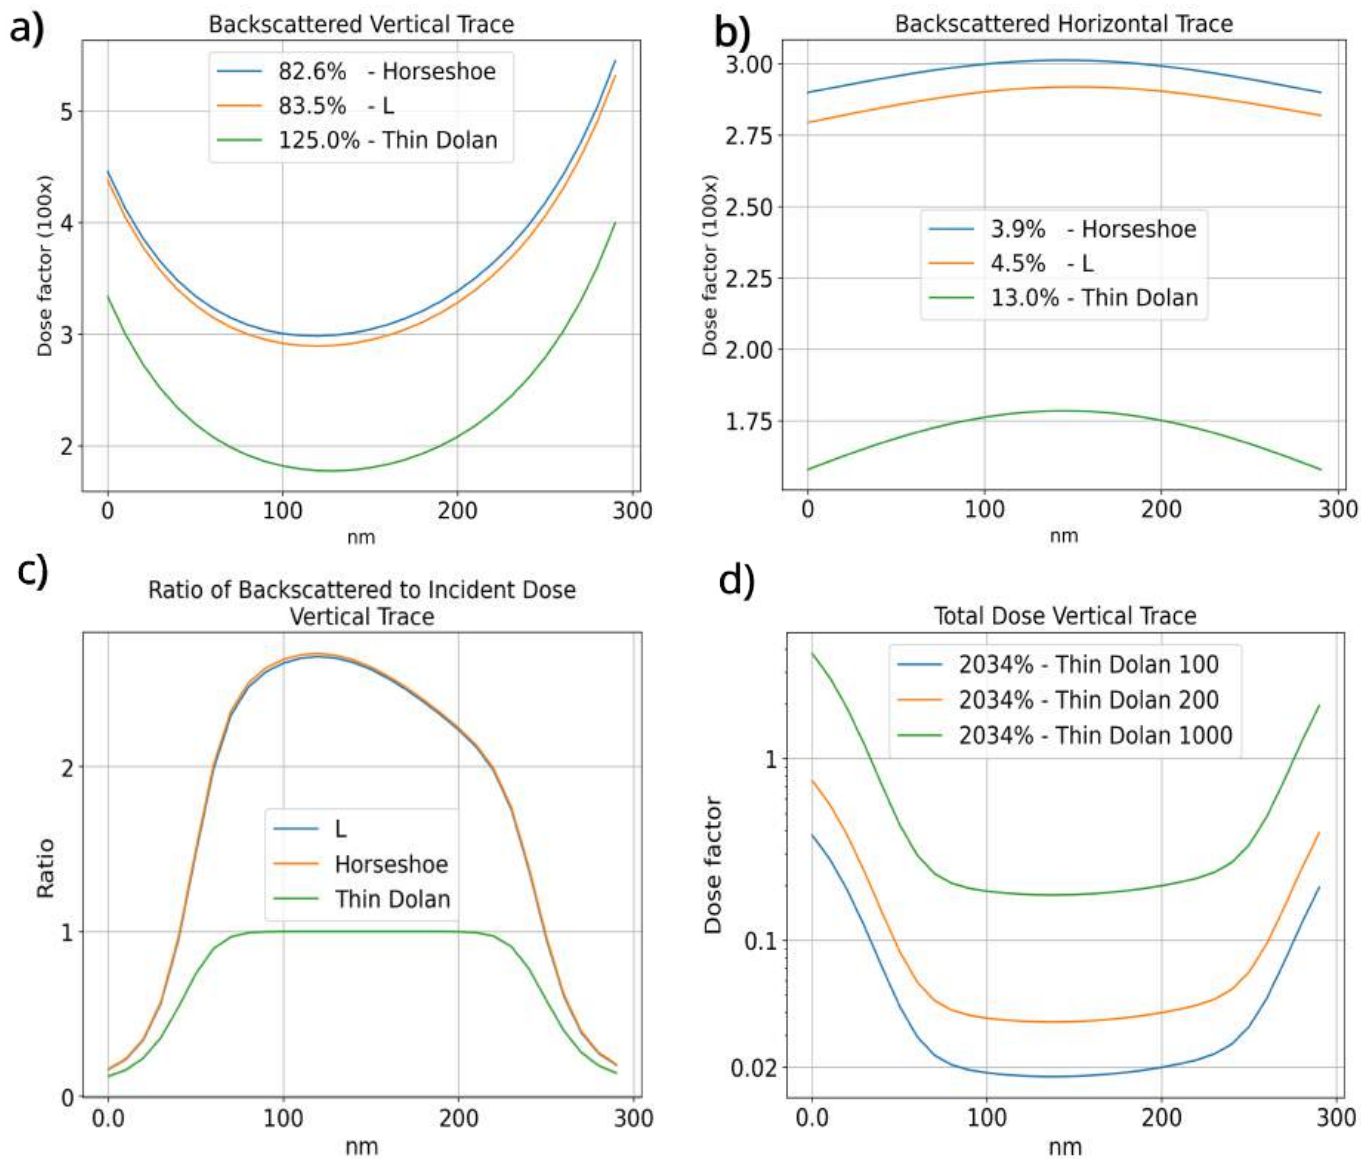 a)
Backscattered Vertical Trace
82.6% - Horseshoe
83.5% - L
125.0% - Thin Dolan
Dose factor (100x)
5
4
3
2
0
100
200
300
nm
b)
Backscattered Horizontal Trace
3.9% - Horseshoe
4.5% - L
13.0% - Thin Dolan
Dose factor (100x)
3.00
2.75
2.50
2.25
2.00
1.75
0
100
200
300
nm
c)
Ratio of Backscattered to Incident Dose
Vertical Trace
L
Horseshoe
Thin Dolan
Ratio
2
1
0
0.0
100
200
300
nm
d)
Total Dose Vertical Trace
2034% - Thin Dolan 100
2034% - Thin Dolan 200
2034% - Thin Dolan 1000
Dose factor
1
0.1
0.02
0.0
100
200
300
nm